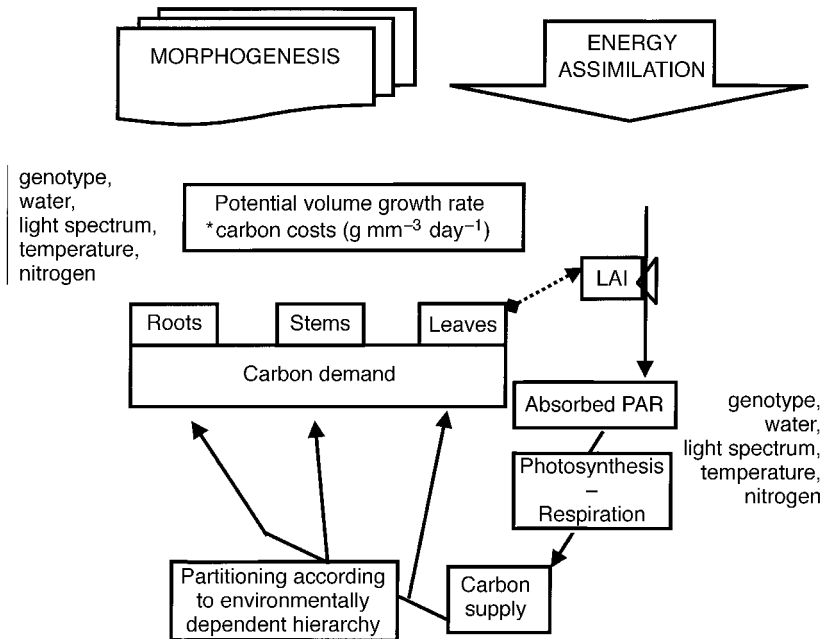 MORPHOGENESIS
ENERGY
ASSIMILATION
genotype,
water,
light spectrum,
temperature,
nitrogen
Potential volume growth rate
*carbon costs (g mm⁻³ day⁻¹)
LAI
Roots
Stems
Leaves
Carbon demand
Absorbed PAR
genotype,
water,
light spectrum,
temperature,
nitrogen
Photosynthesis
–
Respiration
Partitioning according
to environmentally
dependent hierarchy
Carbon
supply